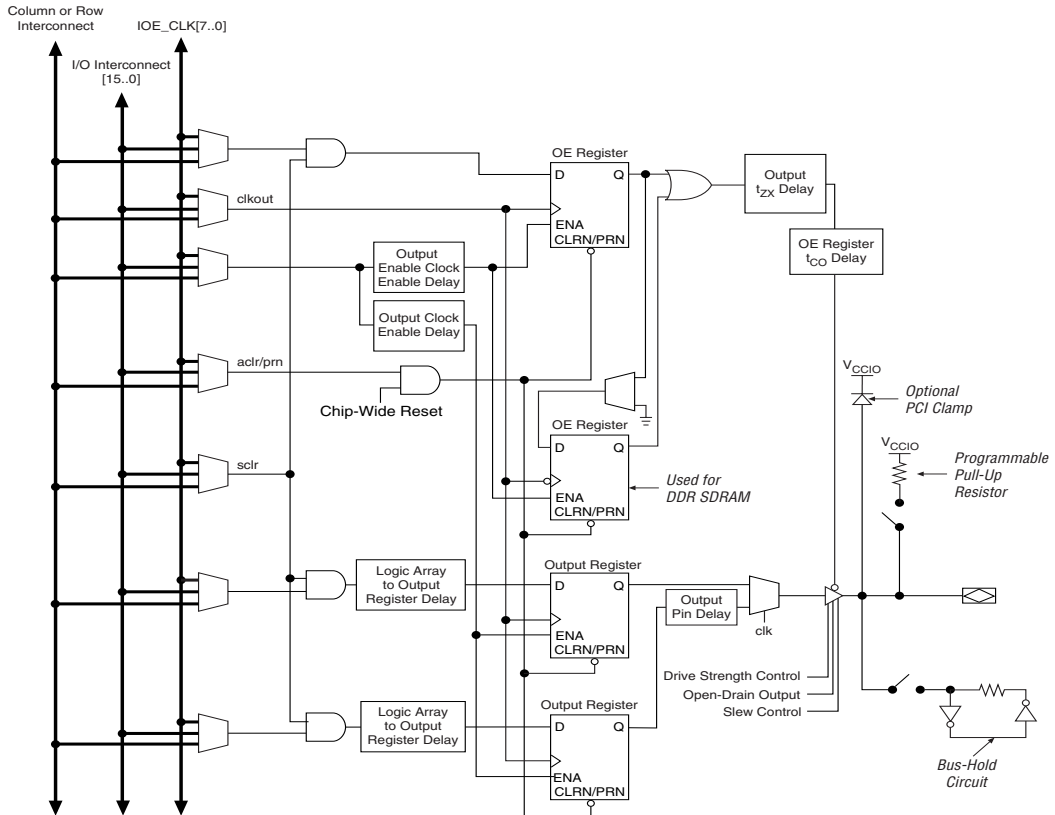 Column or Row
Interconnect
IOE_CLK[7..0]
I/O Interconnect
[15..0]
OE Register
D
Q
ENA
CLRN/PRN
Output
tZX Delay
OE Register
tCO Delay
clkout
Output
Enable Clock
Enable Delay
Output Clock
Enable Delay
aclr/prn
Chip-Wide Reset
VCCIO
Optional
PCI Clamp
OE Register
D
Q
ENA
CLRN/PRN
Used for
DDR SDRAM
VCCIO
Programmable
Pull-Up
Resistor
sclr
Logic Array
to Output
Register Delay
Output Register
D
Q
ENA
CLRN/PRN
Output
Pin Delay
clk
Drive Strength Control
Open-Drain Output
Slew Control
Logic Array
to Output
Register Delay
Output Register
D
Q
ENA
CLRN/PRN
Bus-Hold
Circuit